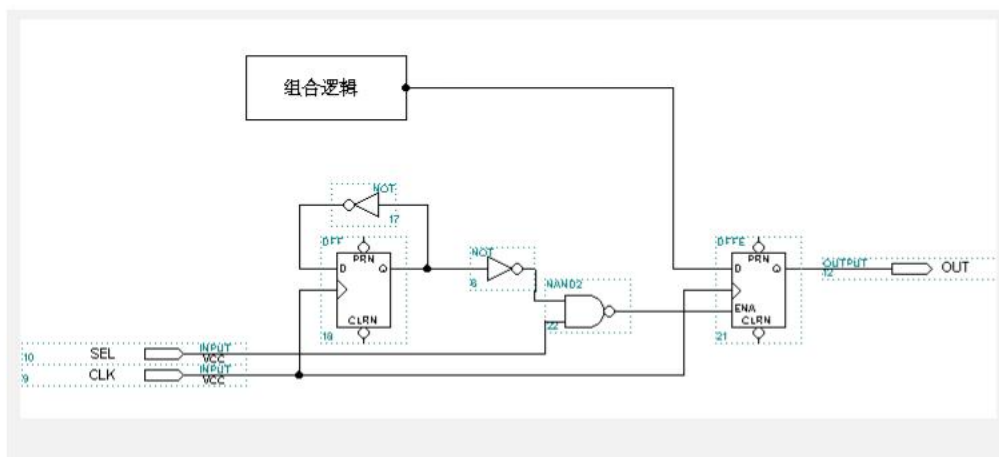 组合逻辑
NOT
17
DFF
PRN
D Q
CLRN
18
NOT
6
NAND2
22
DFFE
PRN
D Q
ENA
CLRN
21
OUTPUT
12
OUT
10 SEL INPUT
VCC
9 CLK INPUT
VCC